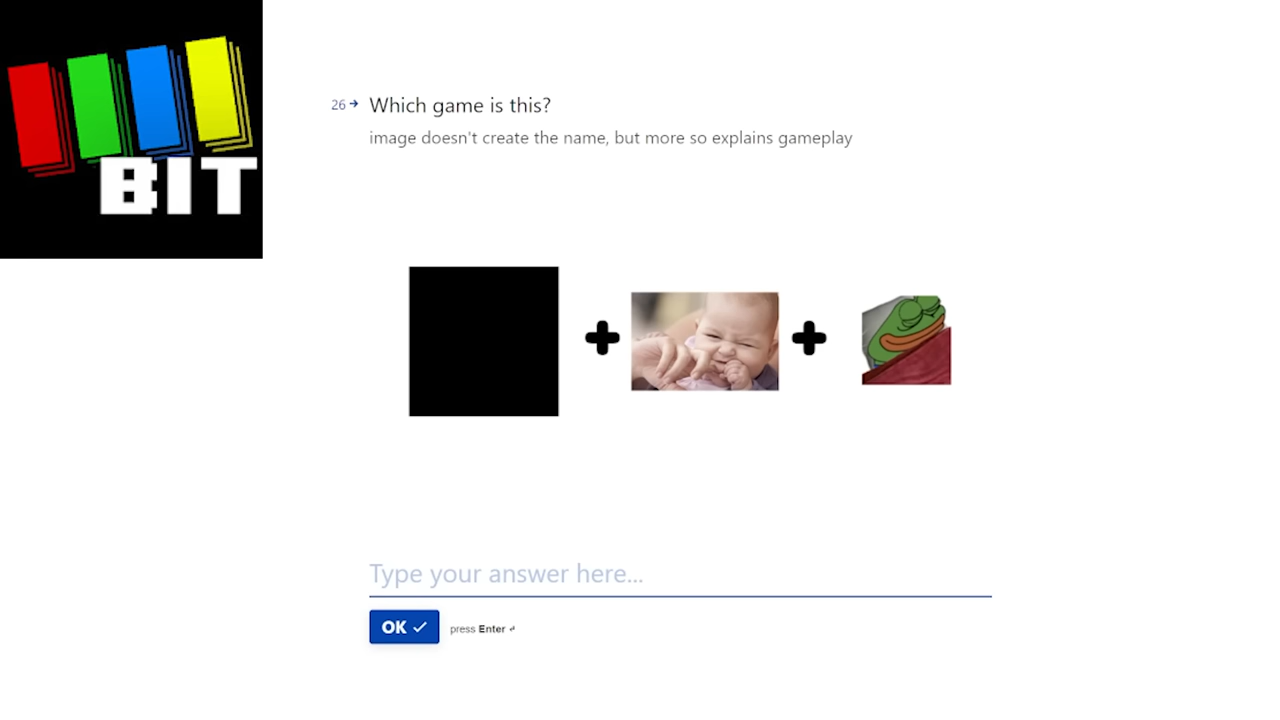 BIT
26
Which game is this?
image doesn't create the name, but more so explains gameplay
Type your answer here...
OK
press Enter